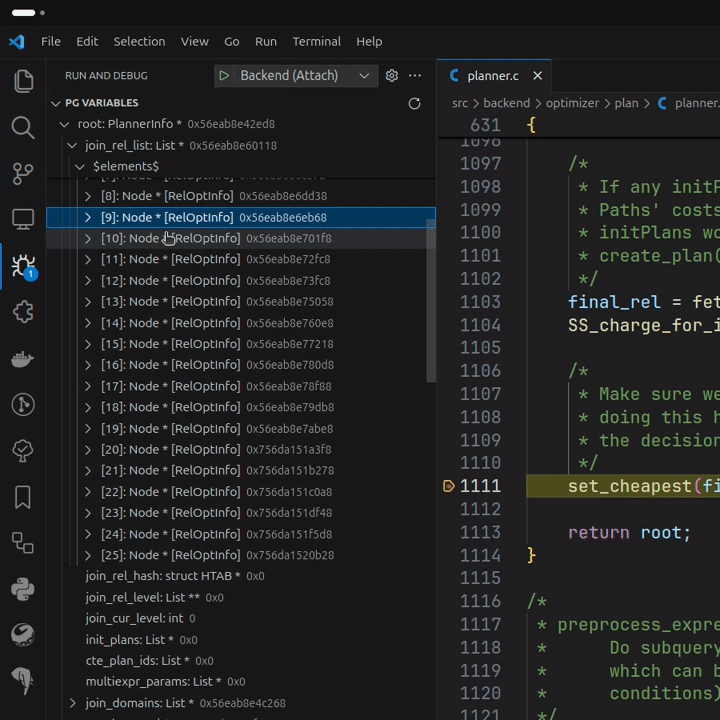 File Edit Selection View Go Run Terminal Help
RUN AND DEBUG
Backend (Attach)
PG VARIABLES
root: PlannerInfo * 0x56eab8e42ed8
join_rel_list: List * 0x56eab8e60118
$elements$
[8]: Node * [RelOptInfo] 0x56eab8e6dd38
[9]: Node * [RelOptInfo] 0x56eab8e6eb68
[10]: Node * [RelOptInfo] 0x56eab8e701f8
[11]: Node * [RelOptInfo] 0x56eab8e72fc8
[12]: Node * [RelOptInfo] 0x56eab8e73fc8
[13]: Node * [RelOptInfo] 0x56eab8e75058
[14]: Node * [RelOptInfo] 0x56eab8e760e8
[15]: Node * [RelOptInfo] 0x56eab8e77218
[16]: Node * [RelOptInfo] 0x56eab8e780d8
[17]: Node * [RelOptInfo] 0x56eab8e78f88
[18]: Node * [RelOptInfo] 0x56eab8e79db8
[19]: Node * [RelOptInfo] 0x56eab8e7abe8
[20]: Node * [RelOptInfo] 0x756da151a3f8
[21]: Node * [RelOptInfo] 0x756da151b278
[22]: Node * [RelOptInfo] 0x756da151c0a8
[23]: Node * [RelOptInfo] 0x756da151df48
[24]: Node * [RelOptInfo] 0x756da151f5d8
[25]: Node * [RelOptInfo] 0x756da1520b28
join_rel_hash: struct HTAB * 0x0
join_rel_level: List ** 0x0
join_cur_level: int 0
init_plans: List * 0x0
cte_plan_ids: List * 0x0
multiexpr_params: List * 0x0
join_domains: List * 0x56eab8e4c268
1
C planner.c
src > backend > optimizer > plan > C planner.
631 {
1096
1097 /*
1098 * If any initP
1099 * Paths' costs
1100 * initPlans wo
1101 * create_plan(
1102 */
1103 final_rel = fet
1104 SS_charge_for_i
1105
1106 /*
1107 * Make sure we
1108 * doing this h
1109 * the decision
1110 */
1111 set_cheapest(fi
1112
1113 return root;
1114 }
1115
1116 /*
1117 * preprocess_expre
1118 * Do subquery
1119 * which can b
1120 * conditions)
1121 */